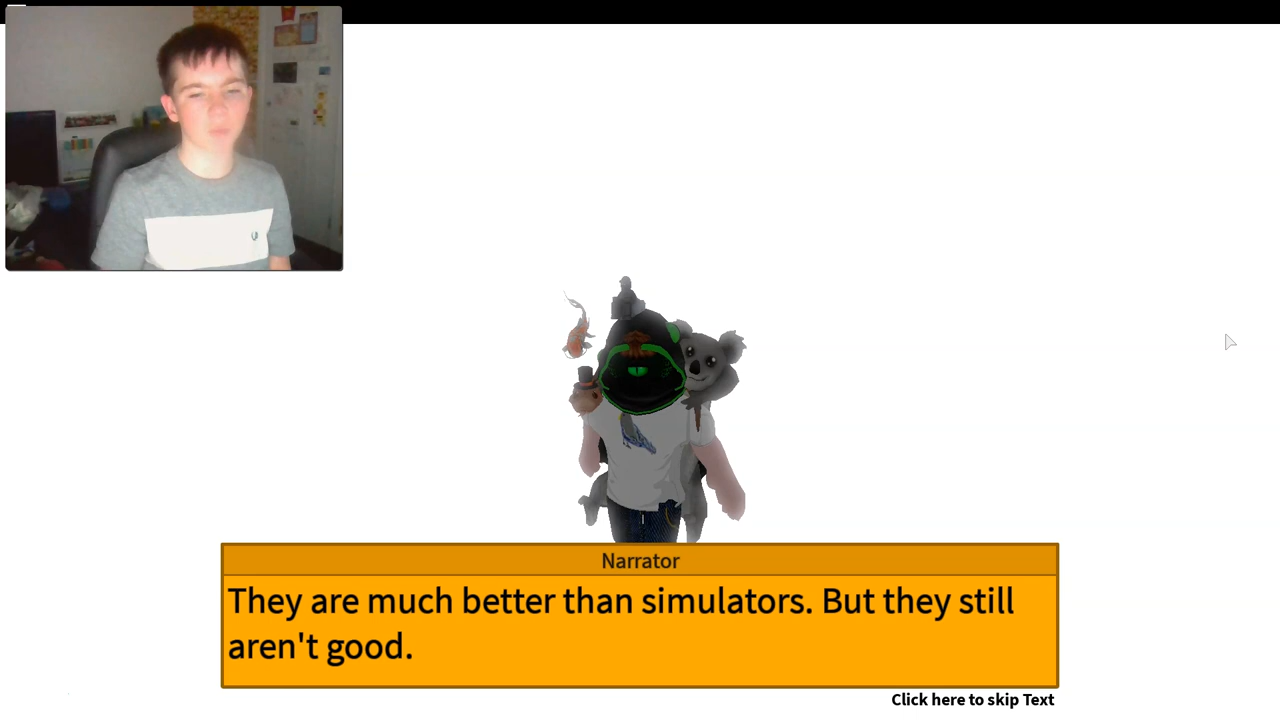 Narrator
They are much better than simulators. But they still
aren't good.
Click here to skip Text